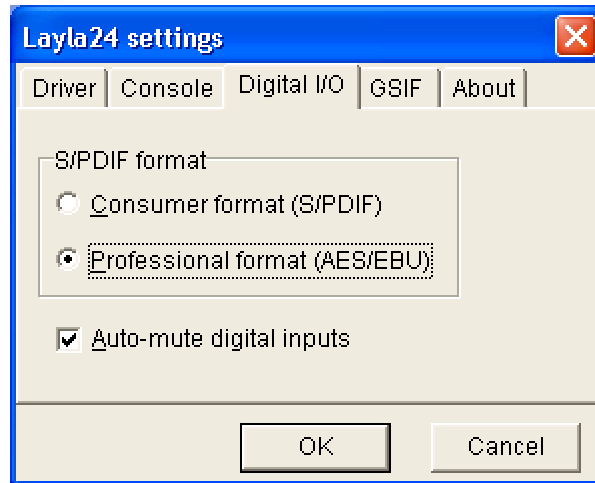 Layla24 settings
Driver Console Digital I/O GSIF About
S/PDIF format
Consumer format (S/PDIF)
Professional format (AES/EBU)
Auto-mute digital inputs
OK Cancel